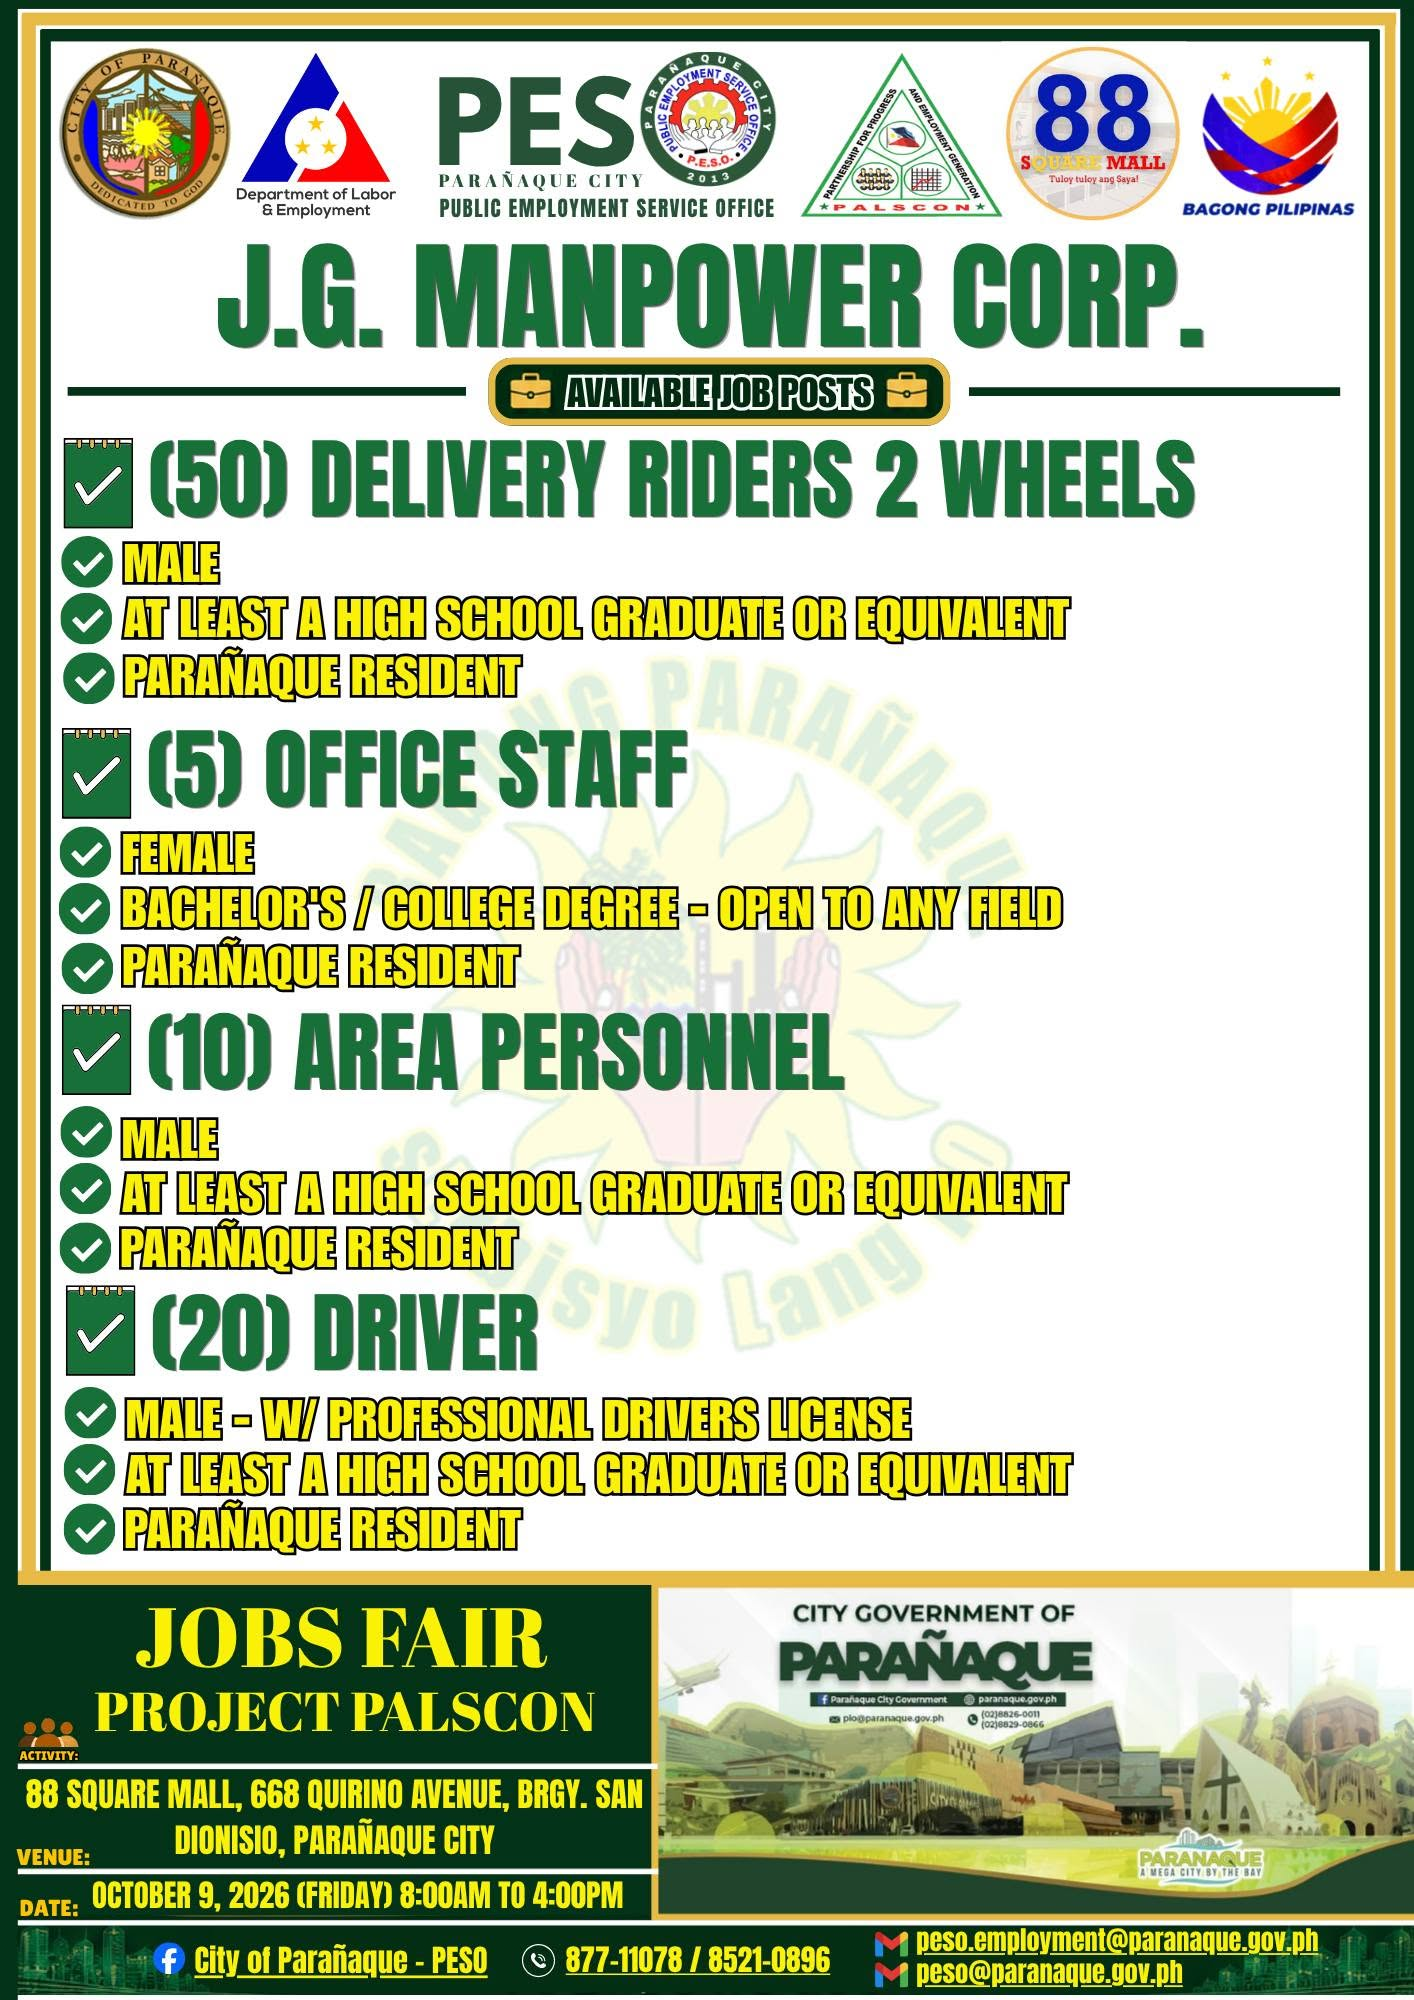 CITY OF PARAÑAQUE
DEDICATED TO GOD
Department of Labor
& Employment
PESO
PARAÑAQUE CITY
PUBLIC EMPLOYMENT SERVICE OFFICE
PARAÑAQUE CITY
PUBLIC EMPLOYMENT SERVICE OFFICE
P.E.S.O.
2013
PARTNERSHIP FOR PROGRESS
AND EMPLOYMENT GENERATION
PALSCON
88
SQUARE MALL
Tuloy tuloy ang Saya!
BAGONG PILIPINAS
J.G. MANPOWER CORP.
AVAILABLE JOB POSTS
(50) DELIVERY RIDERS 2 WHEELS
MALE
AT LEAST A HIGH SCHOOL GRADUATE OR EQUIVALENT
PARAÑAQUE RESIDENT
BAGONG PARAÑAQUE
(5) OFFICE STAFF
FEMALE
BACHELOR'S / COLLEGE DEGREE - OPEN TO ANY FIELD
PARAÑAQUE RESIDENT
(10) AREA PERSONNEL
MALE
AT LEAST A HIGH SCHOOL GRADUATE OR EQUIVALENT
PARAÑAQUE RESIDENT
Serbisyo Lang Po
(20) DRIVER
MALE - W/ PROFESSIONAL DRIVERS LICENSE
AT LEAST A HIGH SCHOOL GRADUATE OR EQUIVALENT
PARAÑAQUE RESIDENT
JOBS FAIR
PROJECT PALSCON
ACTIVITY:
88 SQUARE MALL, 668 QUIRINO AVENUE, BRGY. SAN
DIONISIO, PARAÑAQUE CITY
VENUE:
DATE: OCTOBER 9, 2026 (FRIDAY) 8:00AM TO 4:00PM
CITY GOVERNMENT OF
PARAÑAQUE
Parañaque City Government
paranaque.gov.ph
plo@paranaque.gov.ph
(02)8826-0011
(02)8829-0866
PARAÑAQUE
A MEGA CITY BY THE BAY
City of Parañaque - PESO
877-11078 / 8521-0896
peso.employment@paranaque.gov.ph
peso@paranaque.gov.ph